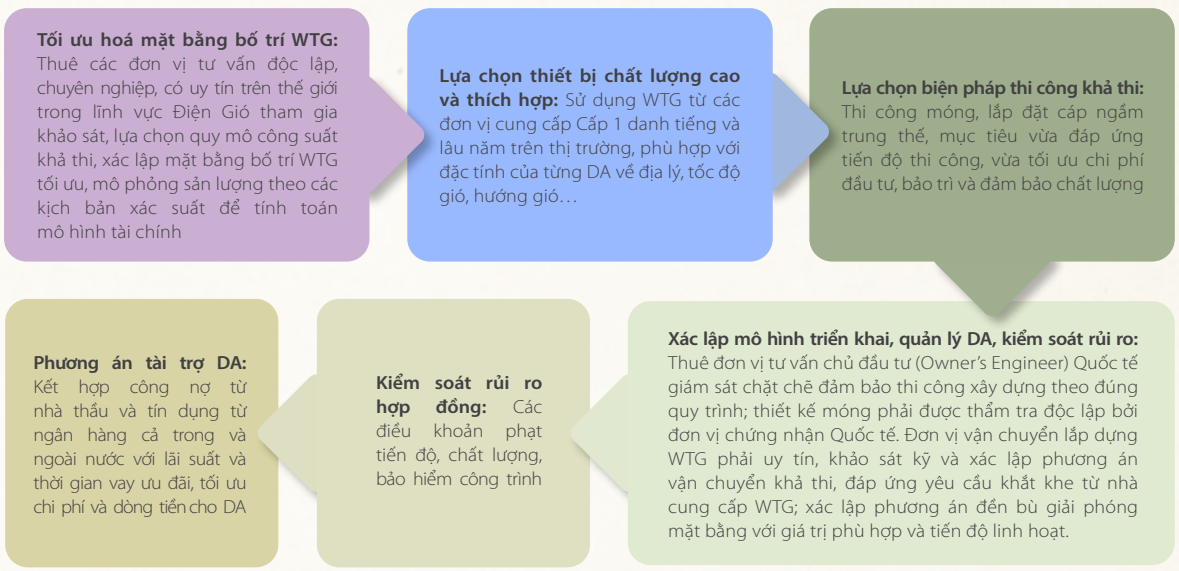 Tối ưu hoá mặt bằng bố trí WTG:
Thuê các đơn vị tư vấn độc lập,
chuyên nghiệp, có uy tín trên thế giới
trong lĩnh vực Điện Gió tham gia
khảo sát, lựa chọn quy mô công suất
khả thi, xác lập mặt bằng bố trí WTG
tối ưu, mô phỏng sản lượng theo các
kịch bản xác suất để tính toán
mô hình tài chính
Lựa chọn thiết bị chất lượng cao
và thích hợp: Sử dụng WTG từ các
đơn vị cung cấp Cấp 1 danh tiếng và
lâu năm trên thị trường, phù hợp với
đặc tính của từng DA về địa lý, tốc độ
gió, hướng gió…
Lựa chọn biện pháp thi công khả thi:
Thi công móng, lắp đặt cáp ngầm
trung thế, mục tiêu vừa đáp ứng
tiến độ thi công, vừa tối ưu chi phí
đầu tư, bảo trì và đảm bảo chất lượng
Xác lập mô hình triển khai, quản lý DA, kiểm soát rủi ro:
Thuê đơn vị tư vấn chủ đầu tư (Owner’s Engineer) Quốc tế
giám sát chặt chẽ đảm bảo thi công xây dựng theo đúng
quy trình; thiết kế móng phải được thẩm tra độc lập bởi
đơn vị chứng nhận Quốc tế. Đơn vị vận chuyển lắp dựng
WTG phải uy tín, khảo sát kỹ và xác lập phương án
vận chuyển khả thi, đáp ứng yêu cầu khắt khe từ nhà
cung cấp WTG; xác lập phương án đền bù giải phóng
mặt bằng với giá trị phù hợp và tiến độ linh hoạt.
Kiểm soát rủi ro
hợp đồng: Các
điều khoản phạt
tiến độ, chất lượng,
bảo hiểm công trình
Phương án tài trợ DA:
Kết hợp công nợ từ
nhà thầu và tín dụng từ
ngân hàng cả trong và
ngoài nước với lãi suất và
thời gian vay ưu đãi, tối ưu
chi phí và dòng tiền cho DA